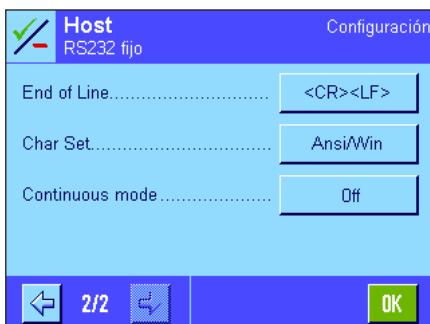 Host
Configuración
RS232 fijo
End of Line............................ <CR><LF>
Char Set................................ Ansi/Win
Continuous mode..................... Off
2/2
OK